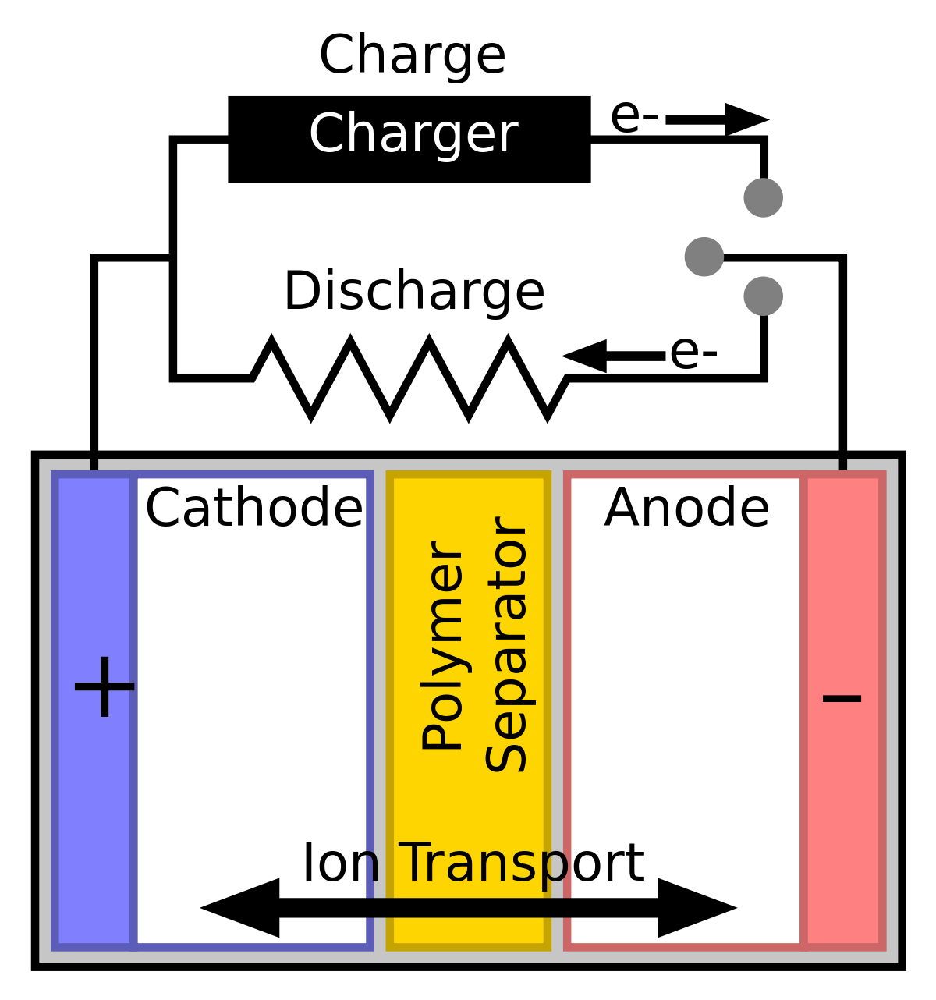 Charge
Charger
e-
Discharge
e-
Cathode
Anode
Polymer
Separator
+
–
Ion Transport